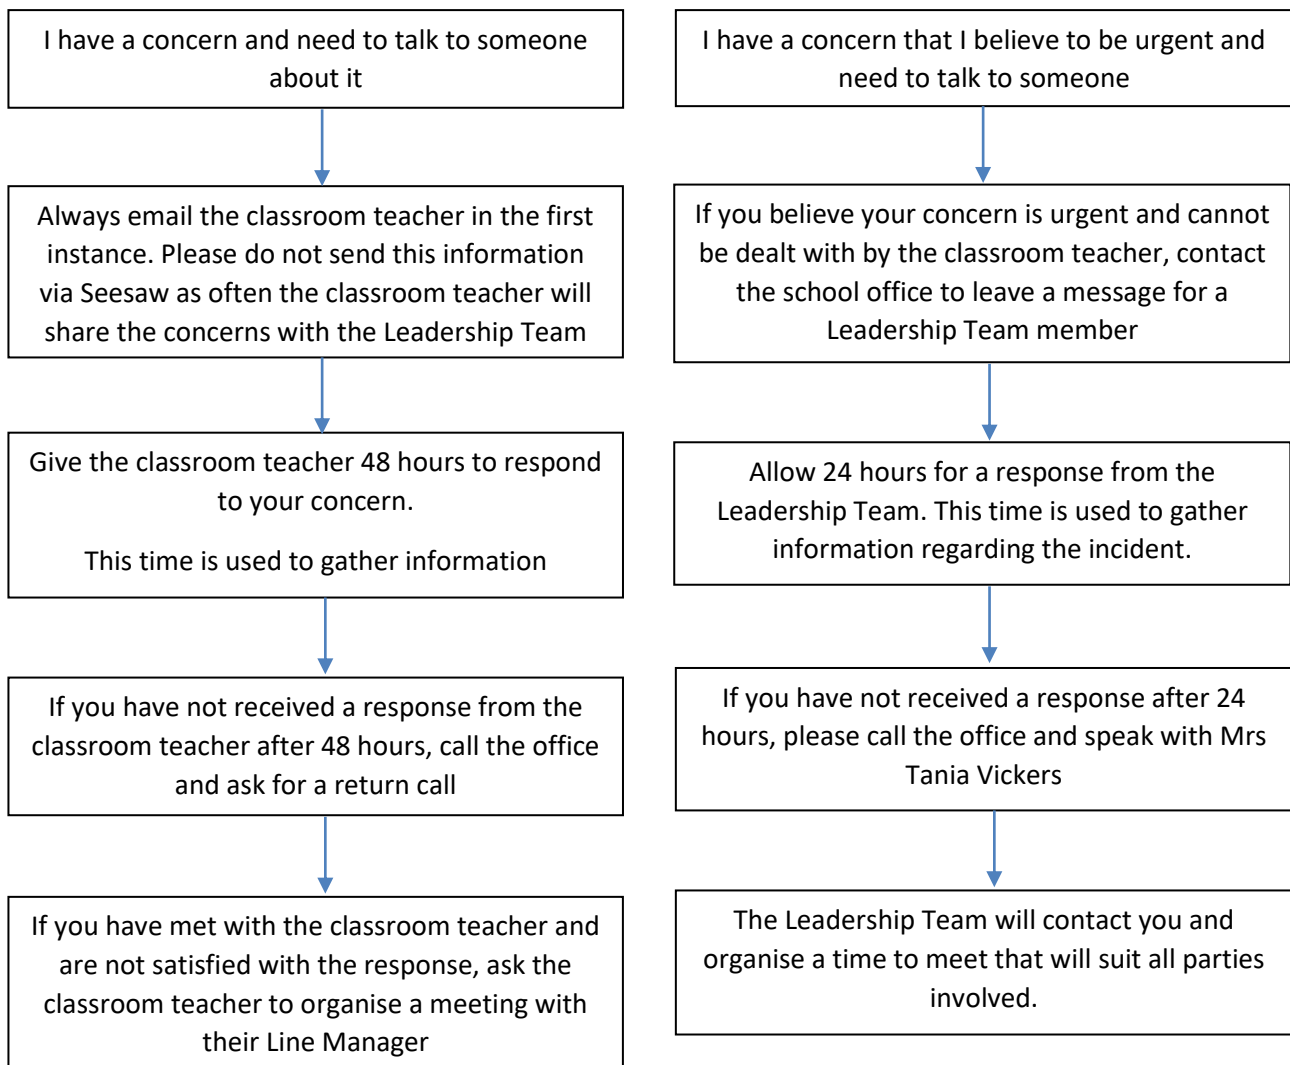 I have a concern and need to talk to someone
about it
Always email the classroom teacher in the first
instance. Please do not send this information
via Seesaw as often the classroom teacher will
share the concerns with the Leadership Team
Give the classroom teacher 48 hours to respond
to your concern.
This time is used to gather information
If you have not received a response from the
classroom teacher after 48 hours, call the office
and ask for a return call
If you have met with the classroom teacher and
are not satisfied with the response, ask the
classroom teacher to organise a meeting with
their Line Manager
I have a concern that I believe to be urgent and
need to talk to someone
If you believe your concern is urgent and cannot
be dealt with by the classroom teacher, contact
the school office to leave a message for a
Leadership Team member
Allow 24 hours for a response from the
Leadership Team. This time is used to gather
information regarding the incident.
If you have not received a response after 24
hours, please call the office and speak with Mrs
Tania Vickers
The Leadership Team will contact you and
organise a time to meet that will suit all parties
involved.